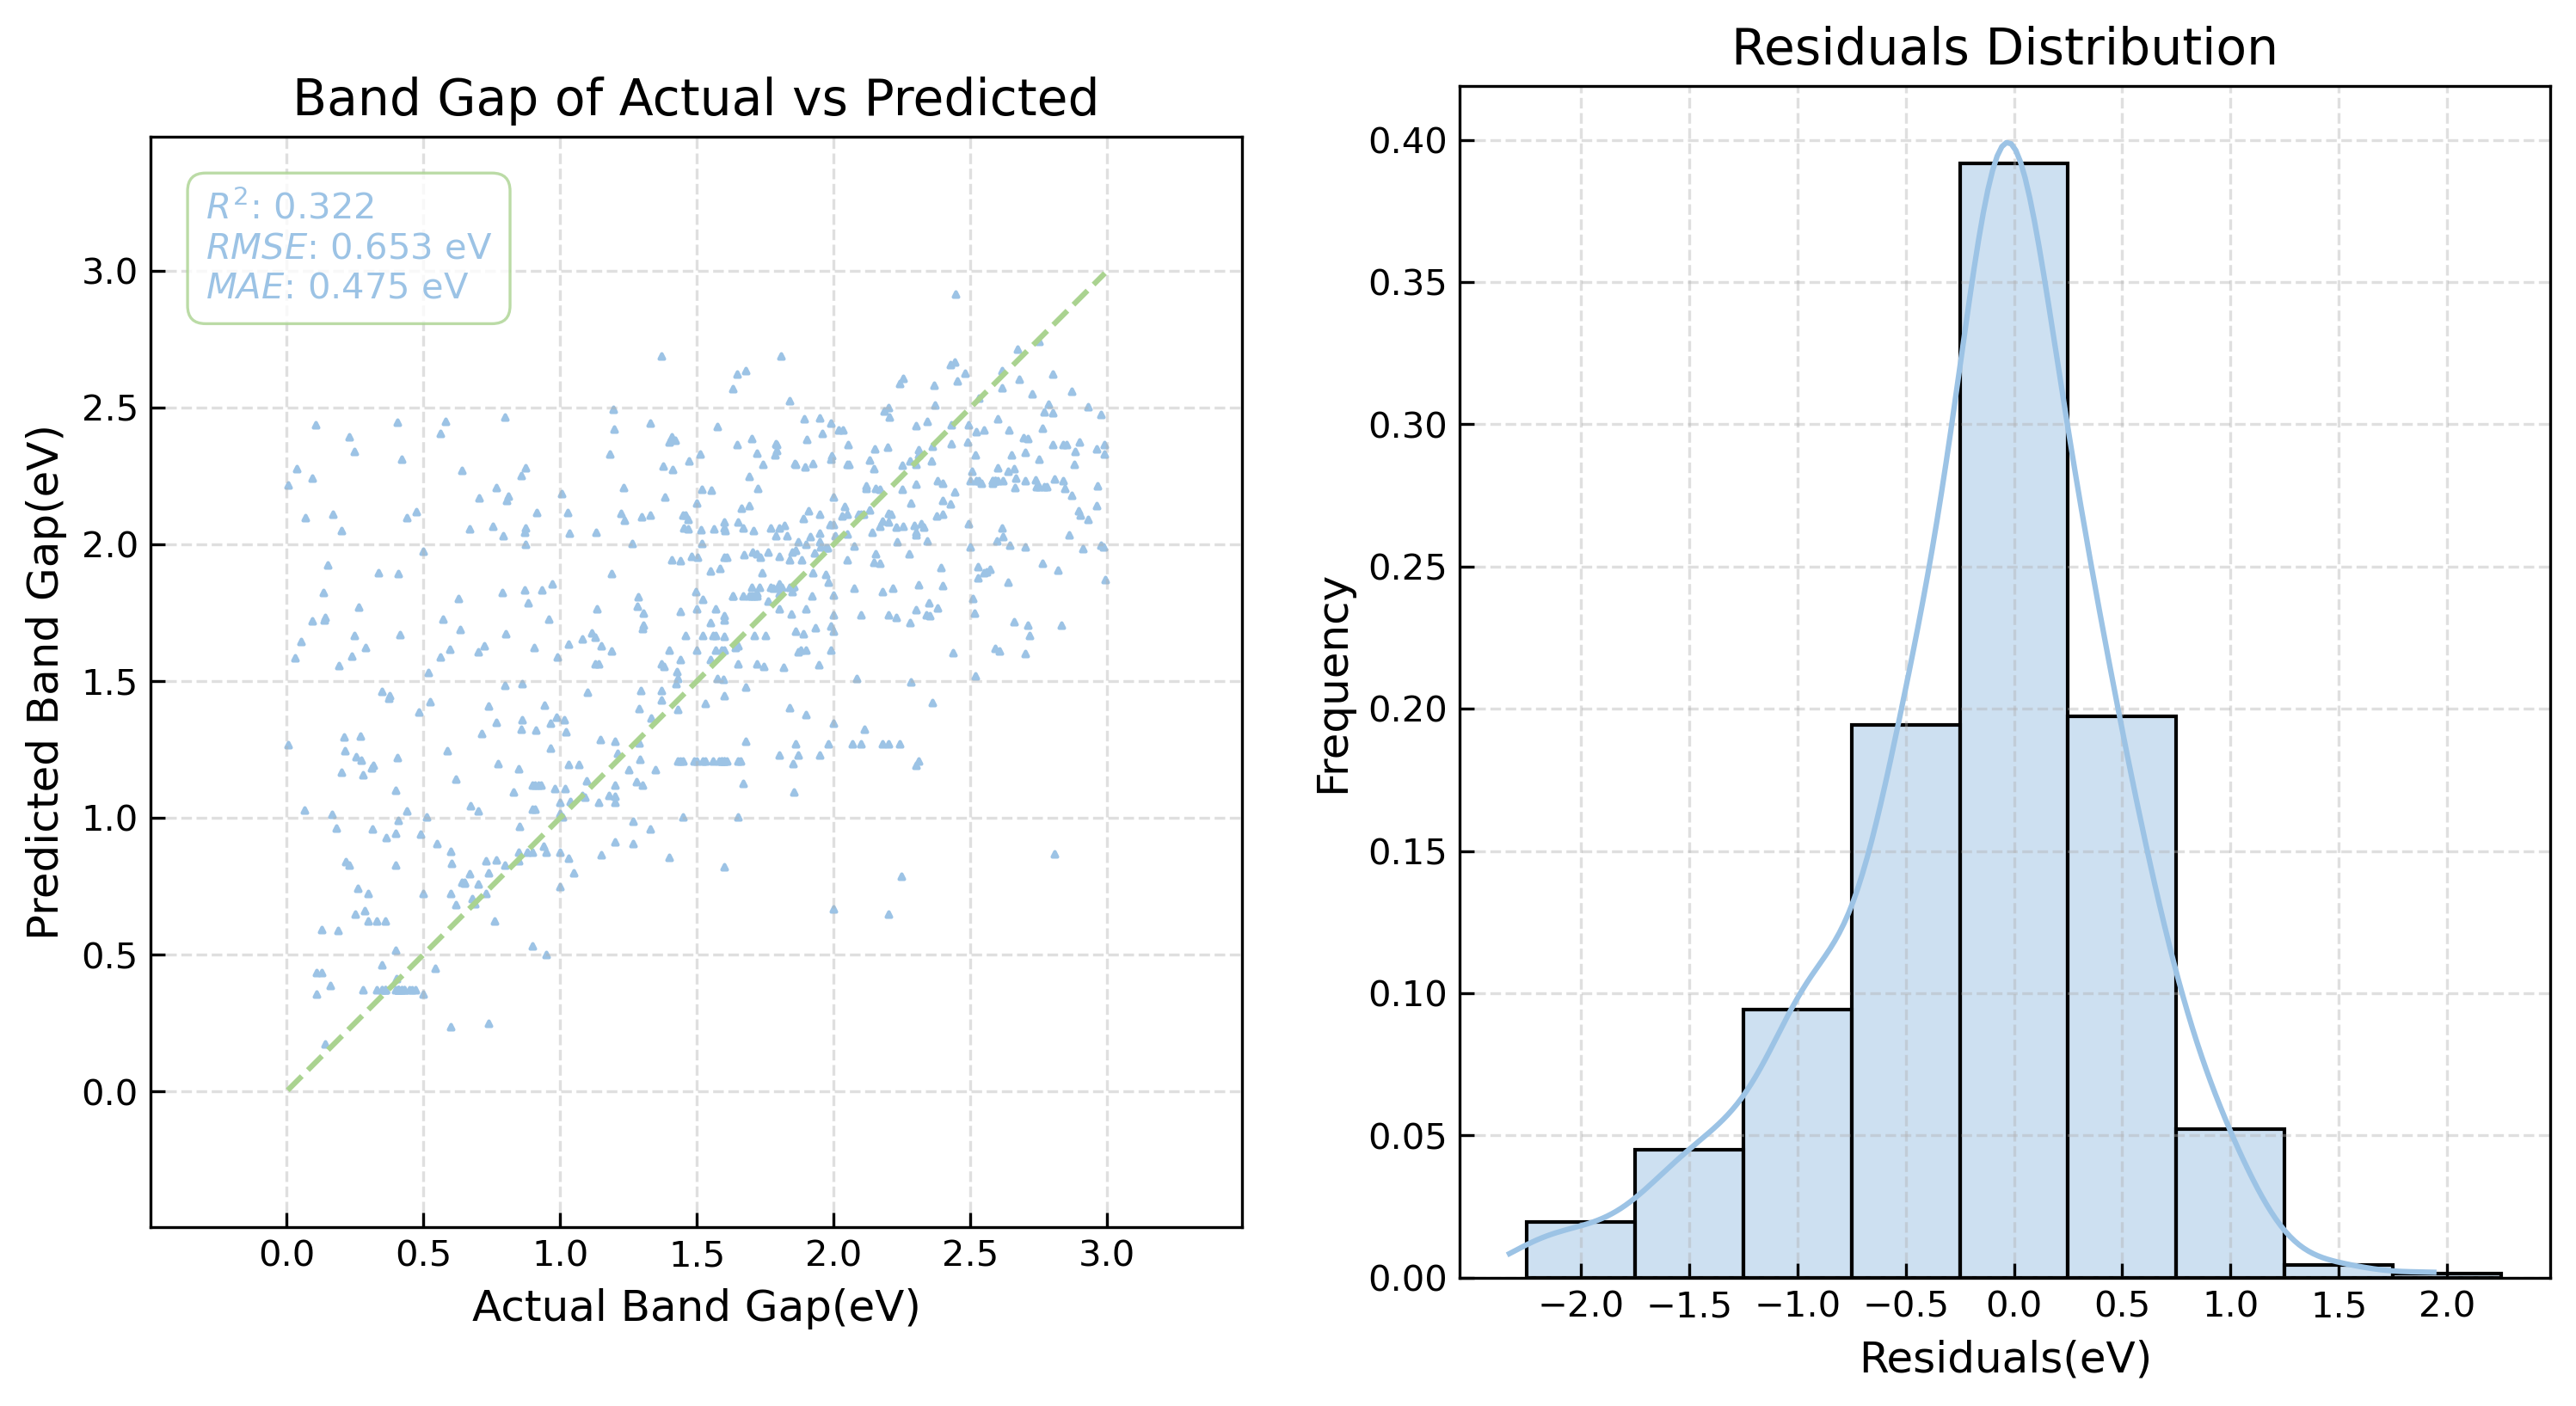 Band Gap of Actual vs Predicted
R²: 0.322
RMSE: 0.653 eV
MAE: 0.475 eV
3.0
2.5
2.0
1.5
1.0
0.5
0.0
Predicted Band Gap(eV)
0.0 0.5 1.0 1.5 2.0 2.5 3.0
Actual Band Gap(eV)
Residuals Distribution
0.40
0.35
0.30
0.25
0.20
0.15
0.10
0.05
0.00
Frequency
−2.0 −1.5 −1.0 −0.5 0.0 0.5 1.0 1.5 2.0
Residuals(eV)